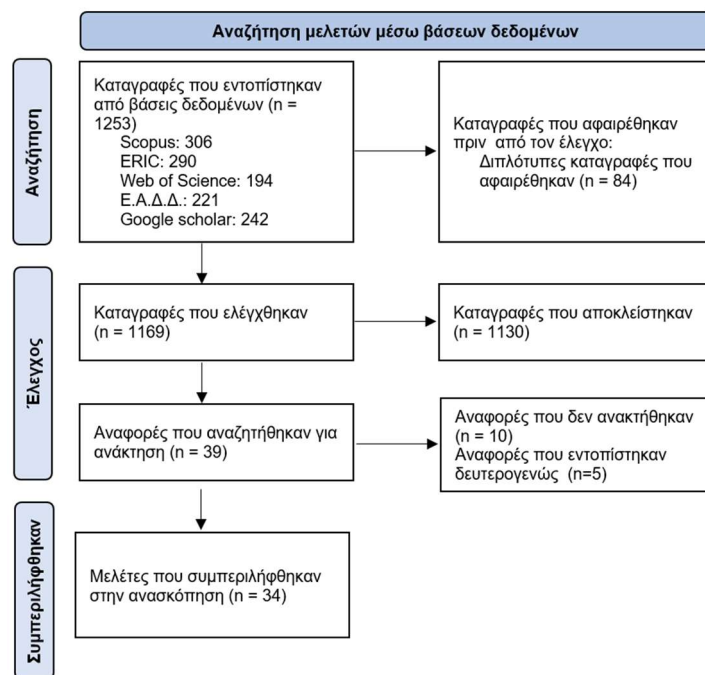 Αναζήτηση μελετών μέσω βάσεων δεδομένων
Αναζήτηση
Καταγραφές που εντοπίστηκαν
από βάσεις δεδομένων (n =
1253)
Scopus: 306
ERIC: 290
Web of Science: 194
Ε.Α.Δ.Δ.: 221
Google scholar: 242
Καταγραφές που αφαιρέθηκαν
πριν από τον έλεγχο:
Διπλότυπες καταγραφές που
αφαιρέθηκαν (n = 84)
Έλεγχος
Καταγραφές που ελέγχθηκαν
(n = 1169)
Καταγραφές που αποκλείστηκαν
(n = 1130)
Αναφορές που αναζητήθηκαν για
ανάκτηση (n = 39)
Αναφορές που δεν ανακτήθηκαν
(n = 10)
Αναφορές που εντοπίστηκαν
δευτερογενώς (n=5)
Συμπεριλήφθηκαν
Μελέτες που συμπεριλήφθηκαν
στην ανασκόπηση (n = 34)